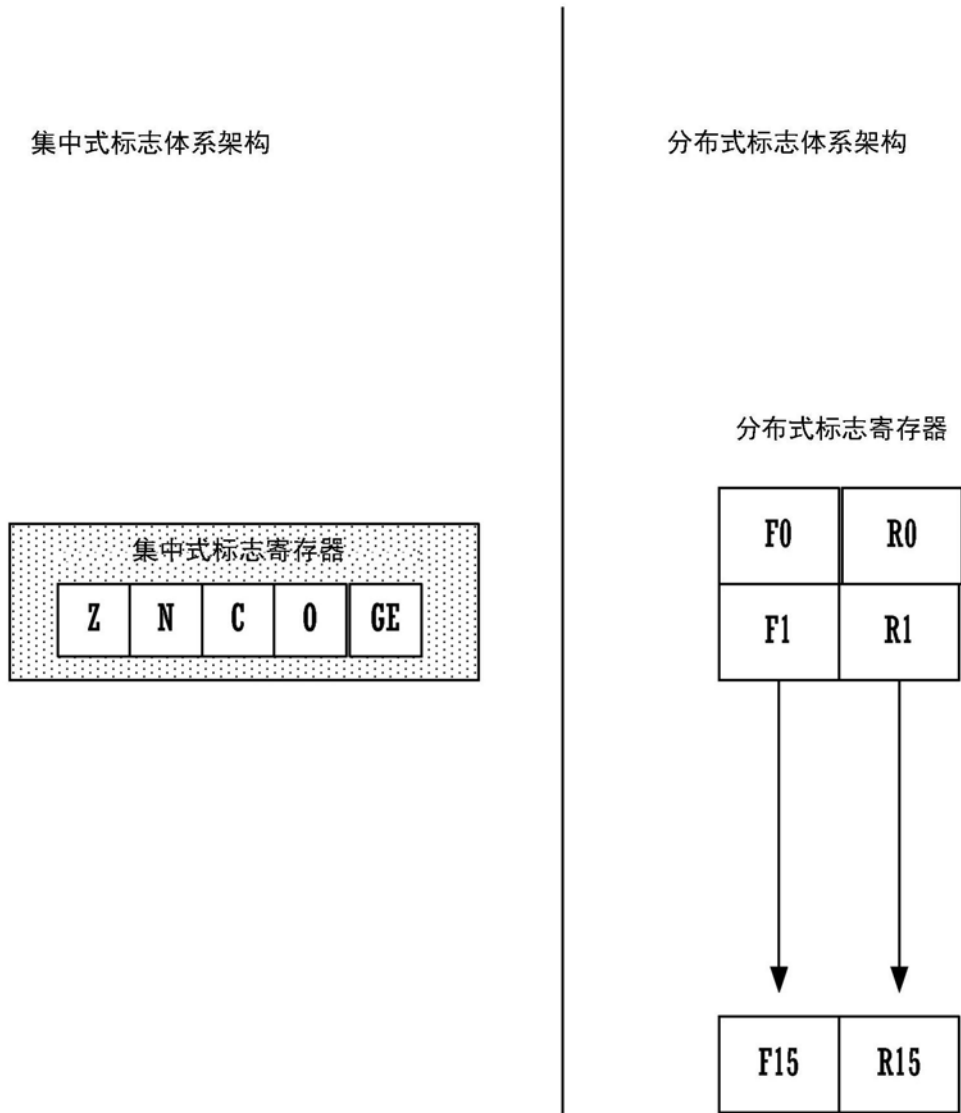 集中式标志体系架构
分布式标志体系架构
分布式标志寄存器
F0 R0
集中式标志寄存器
Z N C O GE
F1 R1
F15 R15